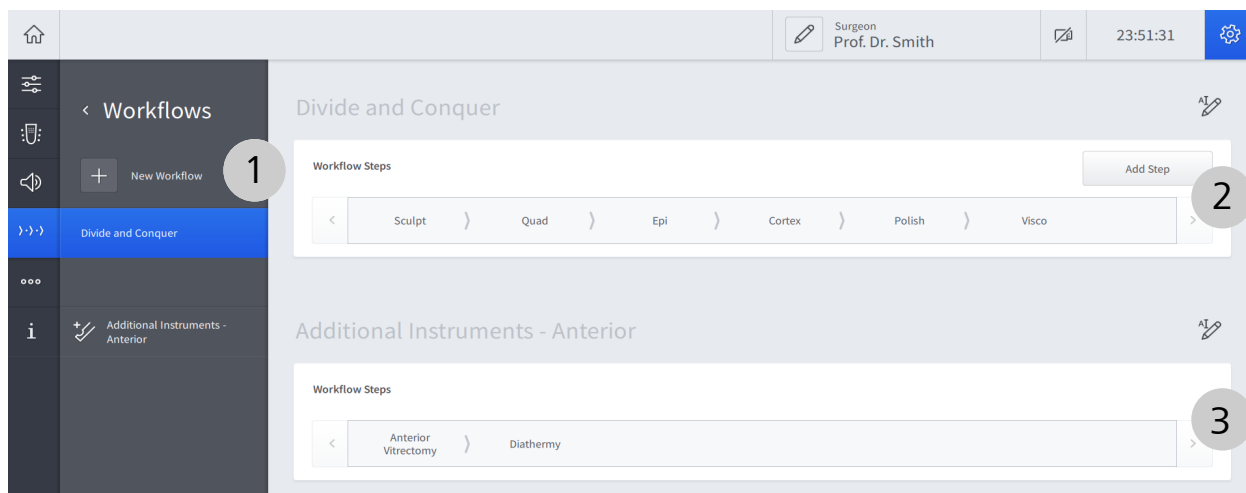 Surgeon
Prof. Dr. Smith
23:51:31
Workflows
New Workflow
1
Divide and Conquer
Additional Instruments -
Anterior
i
Divide and Conquer
AI
Workflow Steps
Add Step
2
Sculpt
Quad
Epi
Cortex
Polish
Visco
Additional Instruments - Anterior
AI
Workflow Steps
3
Anterior
Vitrectomy
Diathermy